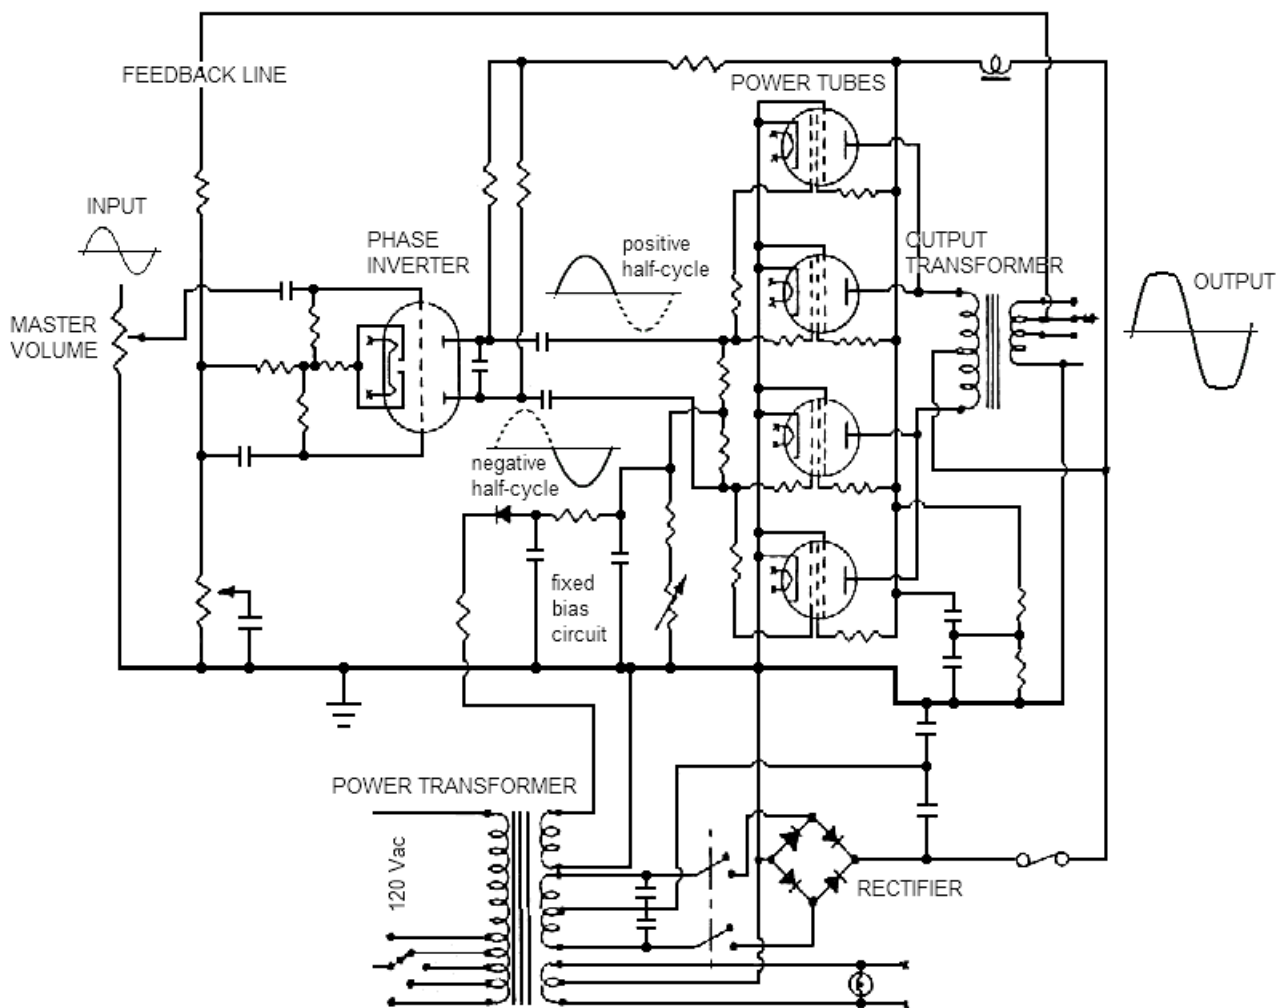 FEEDBACK LINE
POWER TUBES
INPUT
PHASE
INVERTER
positive
half-cycle
OUTPUT
TRANSFORMER
OUTPUT
MASTER
VOLUME
negative
half-cycle
fixed
bias
circuit
POWER TRANSFORMER
120 Vac
RECTIFIER